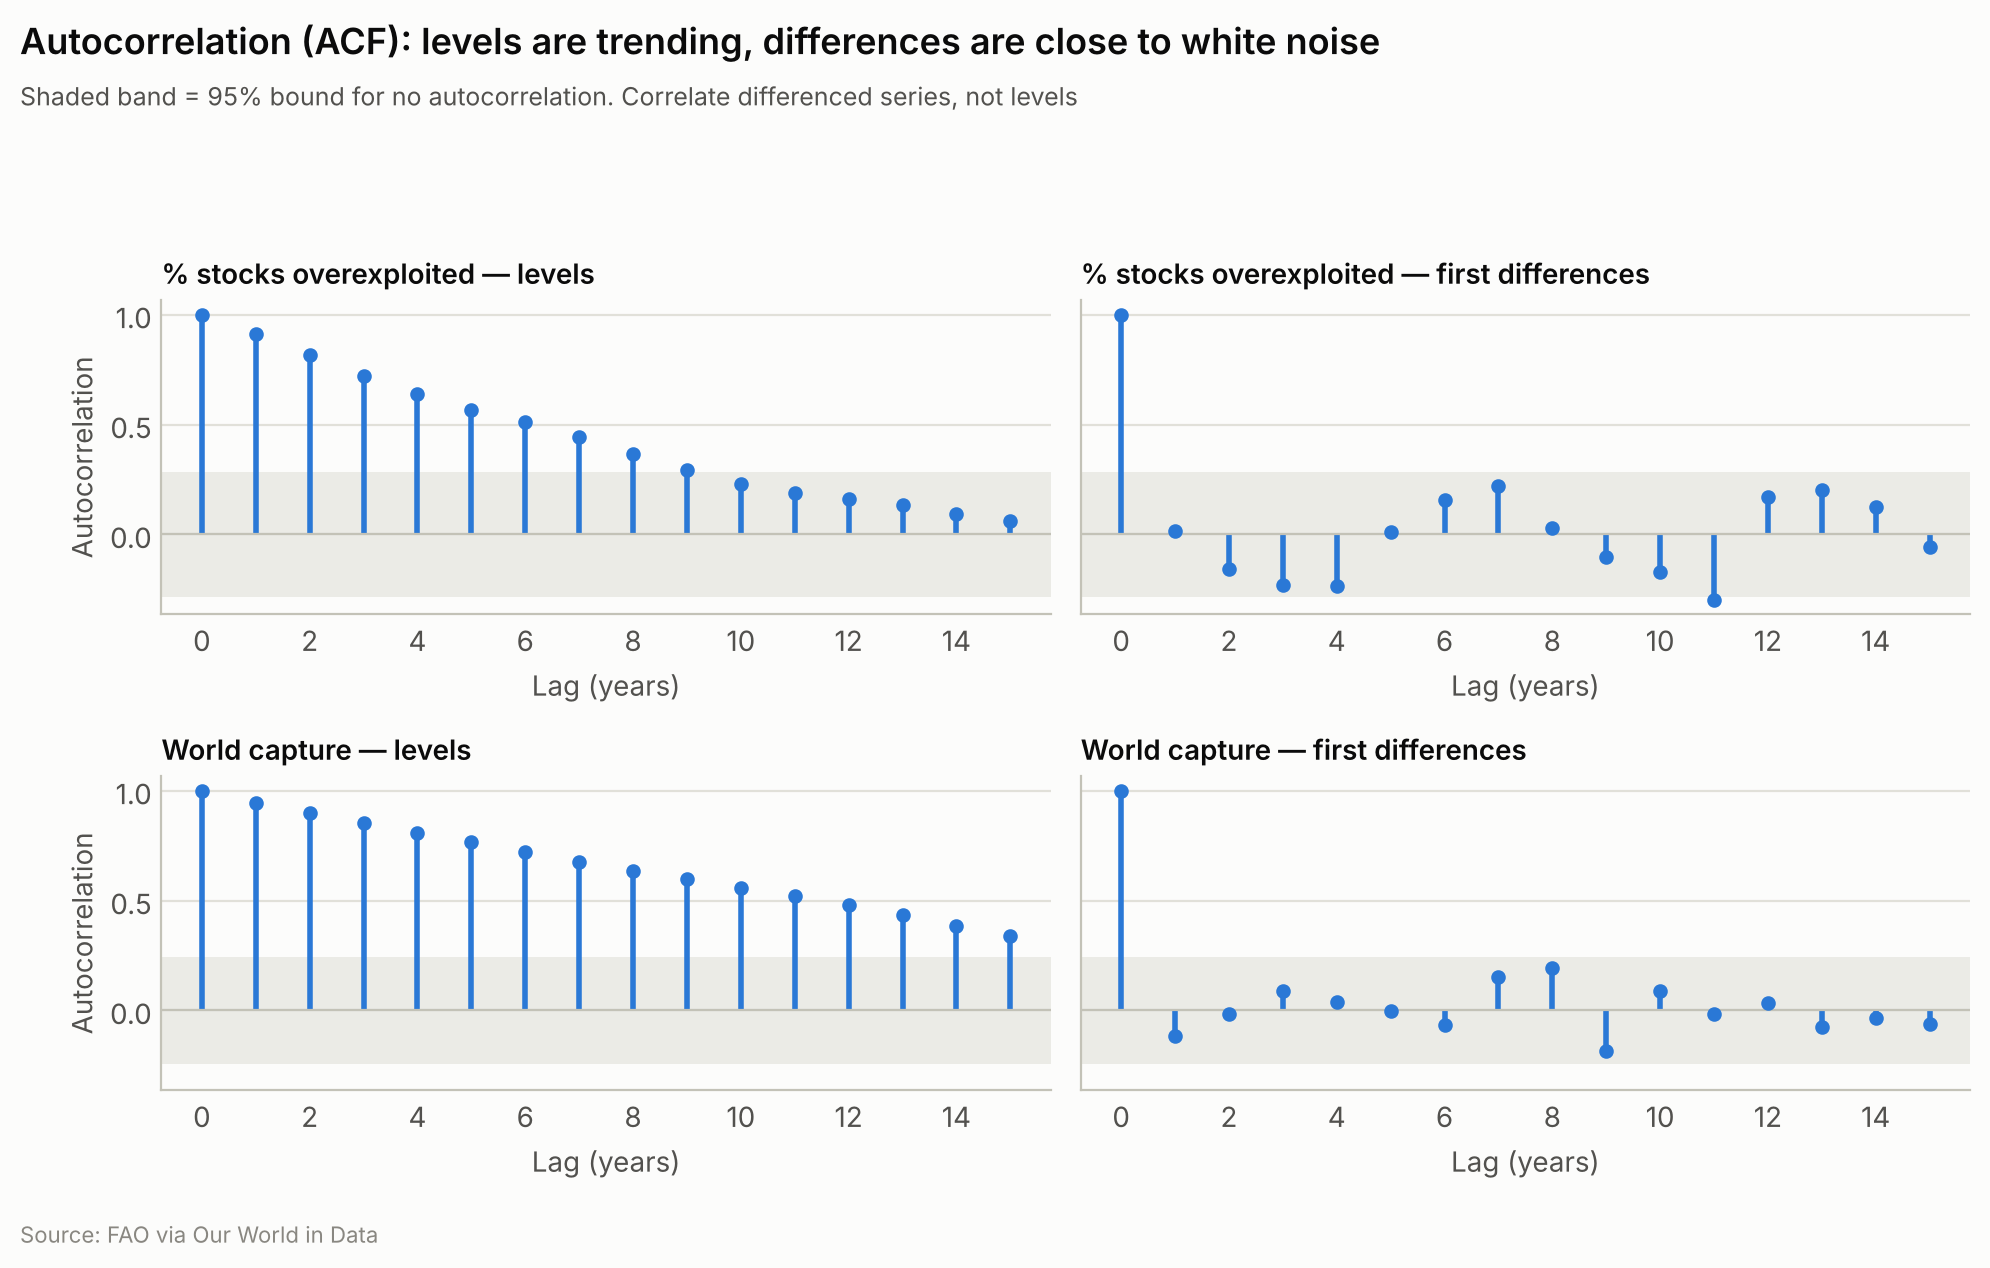 Autocorrelation (ACF): levels are trending, differences are close to white noise
Shaded band = 95% bound for no autocorrelation. Correlate differenced series, not levels
% stocks overexploited — levels
1.0
0.5
0.0
Autocorrelation
0 2 4 6 8 10 12 14
Lag (years)
% stocks overexploited — first differences
0 2 4 6 8 10 12 14
Lag (years)
World capture — levels
1.0
0.5
0.0
Autocorrelation
0 2 4 6 8 10 12 14
Lag (years)
World capture — first differences
0 2 4 6 8 10 12 14
Lag (years)
Source: FAO via Our World in Data